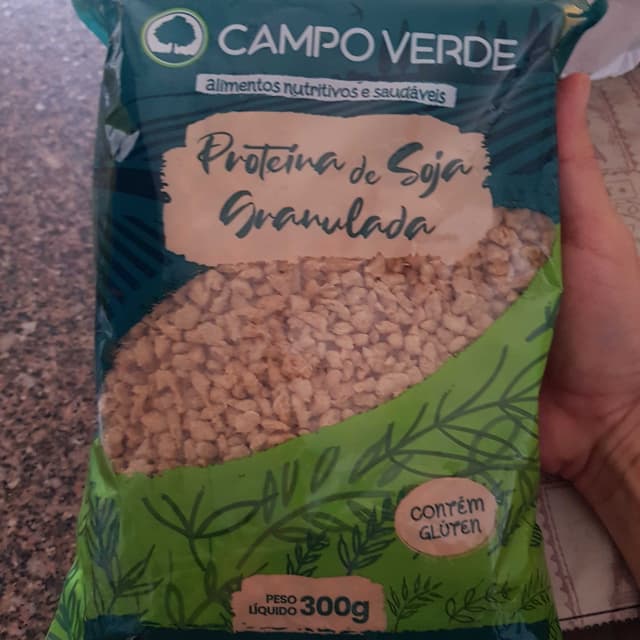 CAMPO VERDE
alimentos nutritivos e saudáveis
Proteína de Soja
Granulada
CONTÉM
GLÚTEN
PESO
LÍQUIDO 300g